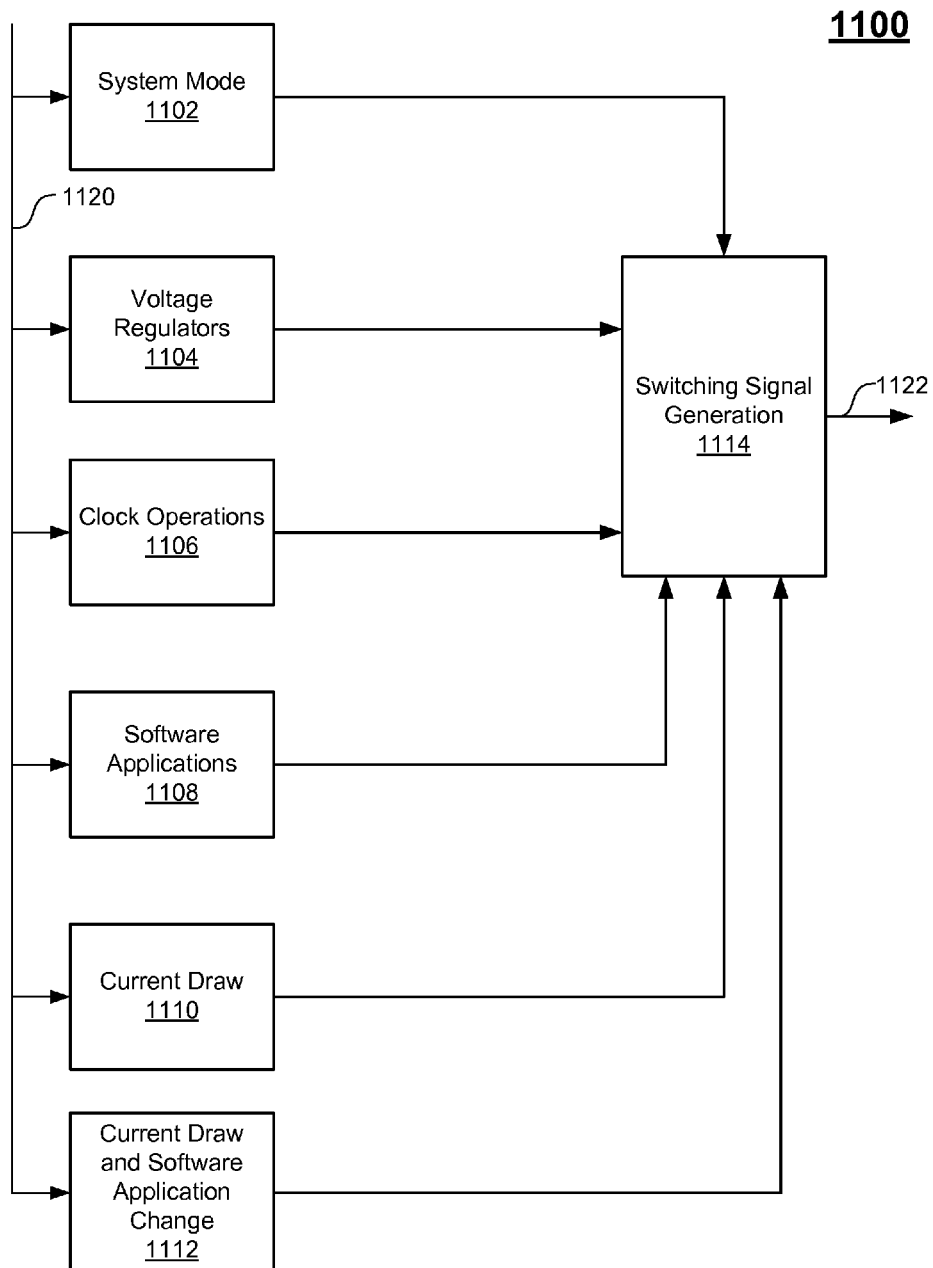 1100
System Mode
1102
1120
Voltage
Regulators
1104
Switching Signal
Generation
1114
1122
Clock Operations
1106
Software
Applications
1108
Current Draw
1110
Current Draw
and Software
Application
Change
1112